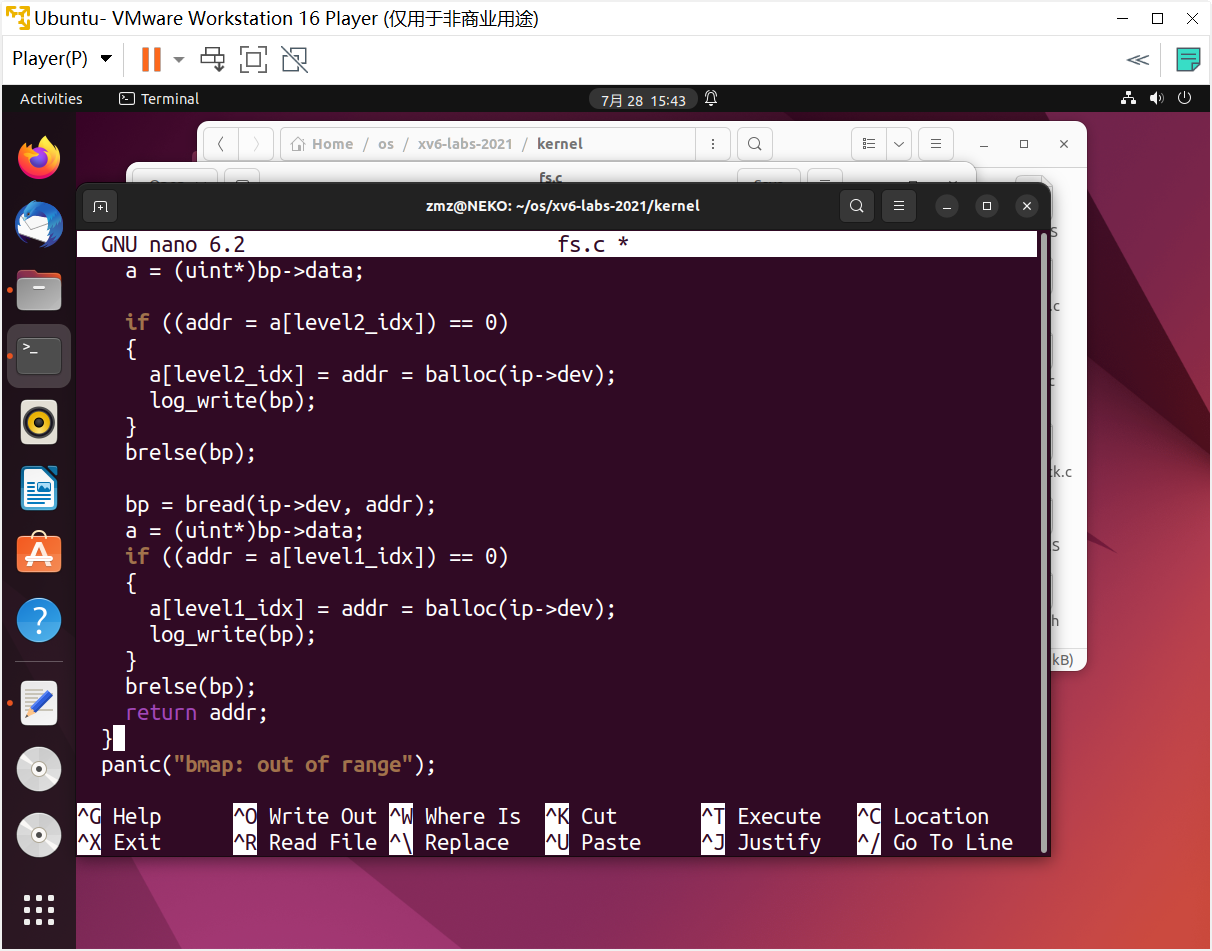 Ubuntu- VMware Workstation 16 Player (仅用于非商业用途)
Player(P)
Activities
Terminal
7月 28 15:43
Home / os / xv6-labs-2021 / kernel
fs.c
zmz@NEKO: ~/os/xv6-labs-2021/kernel
GNU nano 6.2 fs.c *
a = (uint*)bp->data;
if ((addr = a[level2_idx]) == 0)
{
a[level2_idx] = addr = balloc(ip->dev);
log_write(bp);
}
brelse(bp);
bp = bread(ip->dev, addr);
a = (uint*)bp->data;
if ((addr = a[level1_idx]) == 0)
{
a[level1_idx] = addr = balloc(ip->dev);
log_write(bp);
}
brelse(bp);
return addr;
}
panic("bmap: out of range");
^G Help ^O Write Out ^W Where Is ^K Cut ^T Execute ^C Location
^X Exit ^R Read File ^\ Replace ^U Paste ^J Justify ^/ Go To Line